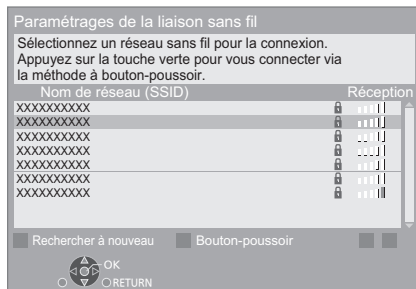 Paramétrages de la liaison sans fil
Sélectionnez un réseau sans fil pour la connexion.
Appuyez sur la touche verte pour vous connecter via
la méthode à bouton-poussoir.
Nom de réseau (SSID) Réception
XXXXXXXXXX
XXXXXXXXXX
XXXXXXXXXX
XXXXXXXXXX
XXXXXXXXXX
XXXXXXXXXX
XXXXXXXXXX
Rechercher à nouveau Bouton-poussoir
OK
RETURN